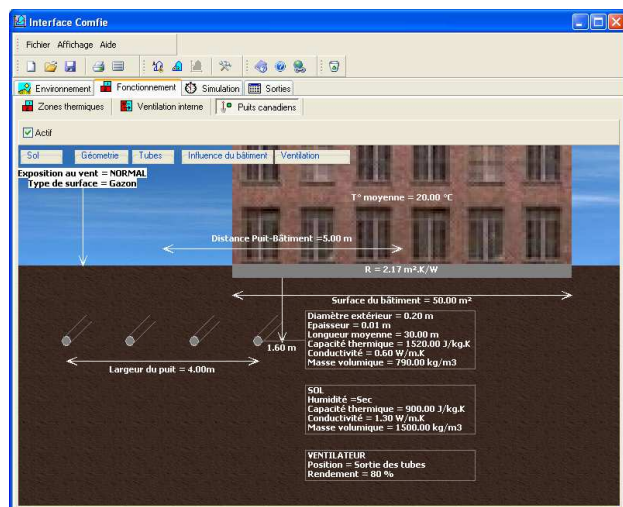 Interface Comfie
Fichier Affichage Aide
Environnement Fonctionnement Simulation Sorties
Zones thermiques Ventilation interne Puits canadiens
Actif
Sol Géometrie Tubes Influence du bâtiment Ventilation
Exposition au vent = NORMAL
Type de surface = Gazon
T° moyenne = 20.00 °C
Distance Puit-Bâtiment =5.00 m
R = 2.17 m².K/W
Surface du bâtiment = 50.00 m²
Diamètre extérieur = 0.20 m
Epaisseur = 0.01 m
Longueur moyenne = 30.00 m
Capacité thermique = 1520.00 J/kg.K
Conductivité = 0.60 W/m.K
Masse volumique = 790.00 kg/m3
1.60 m
Largeur du puit = 4.00m
SOL
Humidité =Sec
Capacité thermique = 900.00 J/kg.K
Conductivité = 1.30 W/m.K
Masse volumique = 1500.00 kg/m3
VENTILATEUR
Position = Sortie des tubes
Rendement = 80 %